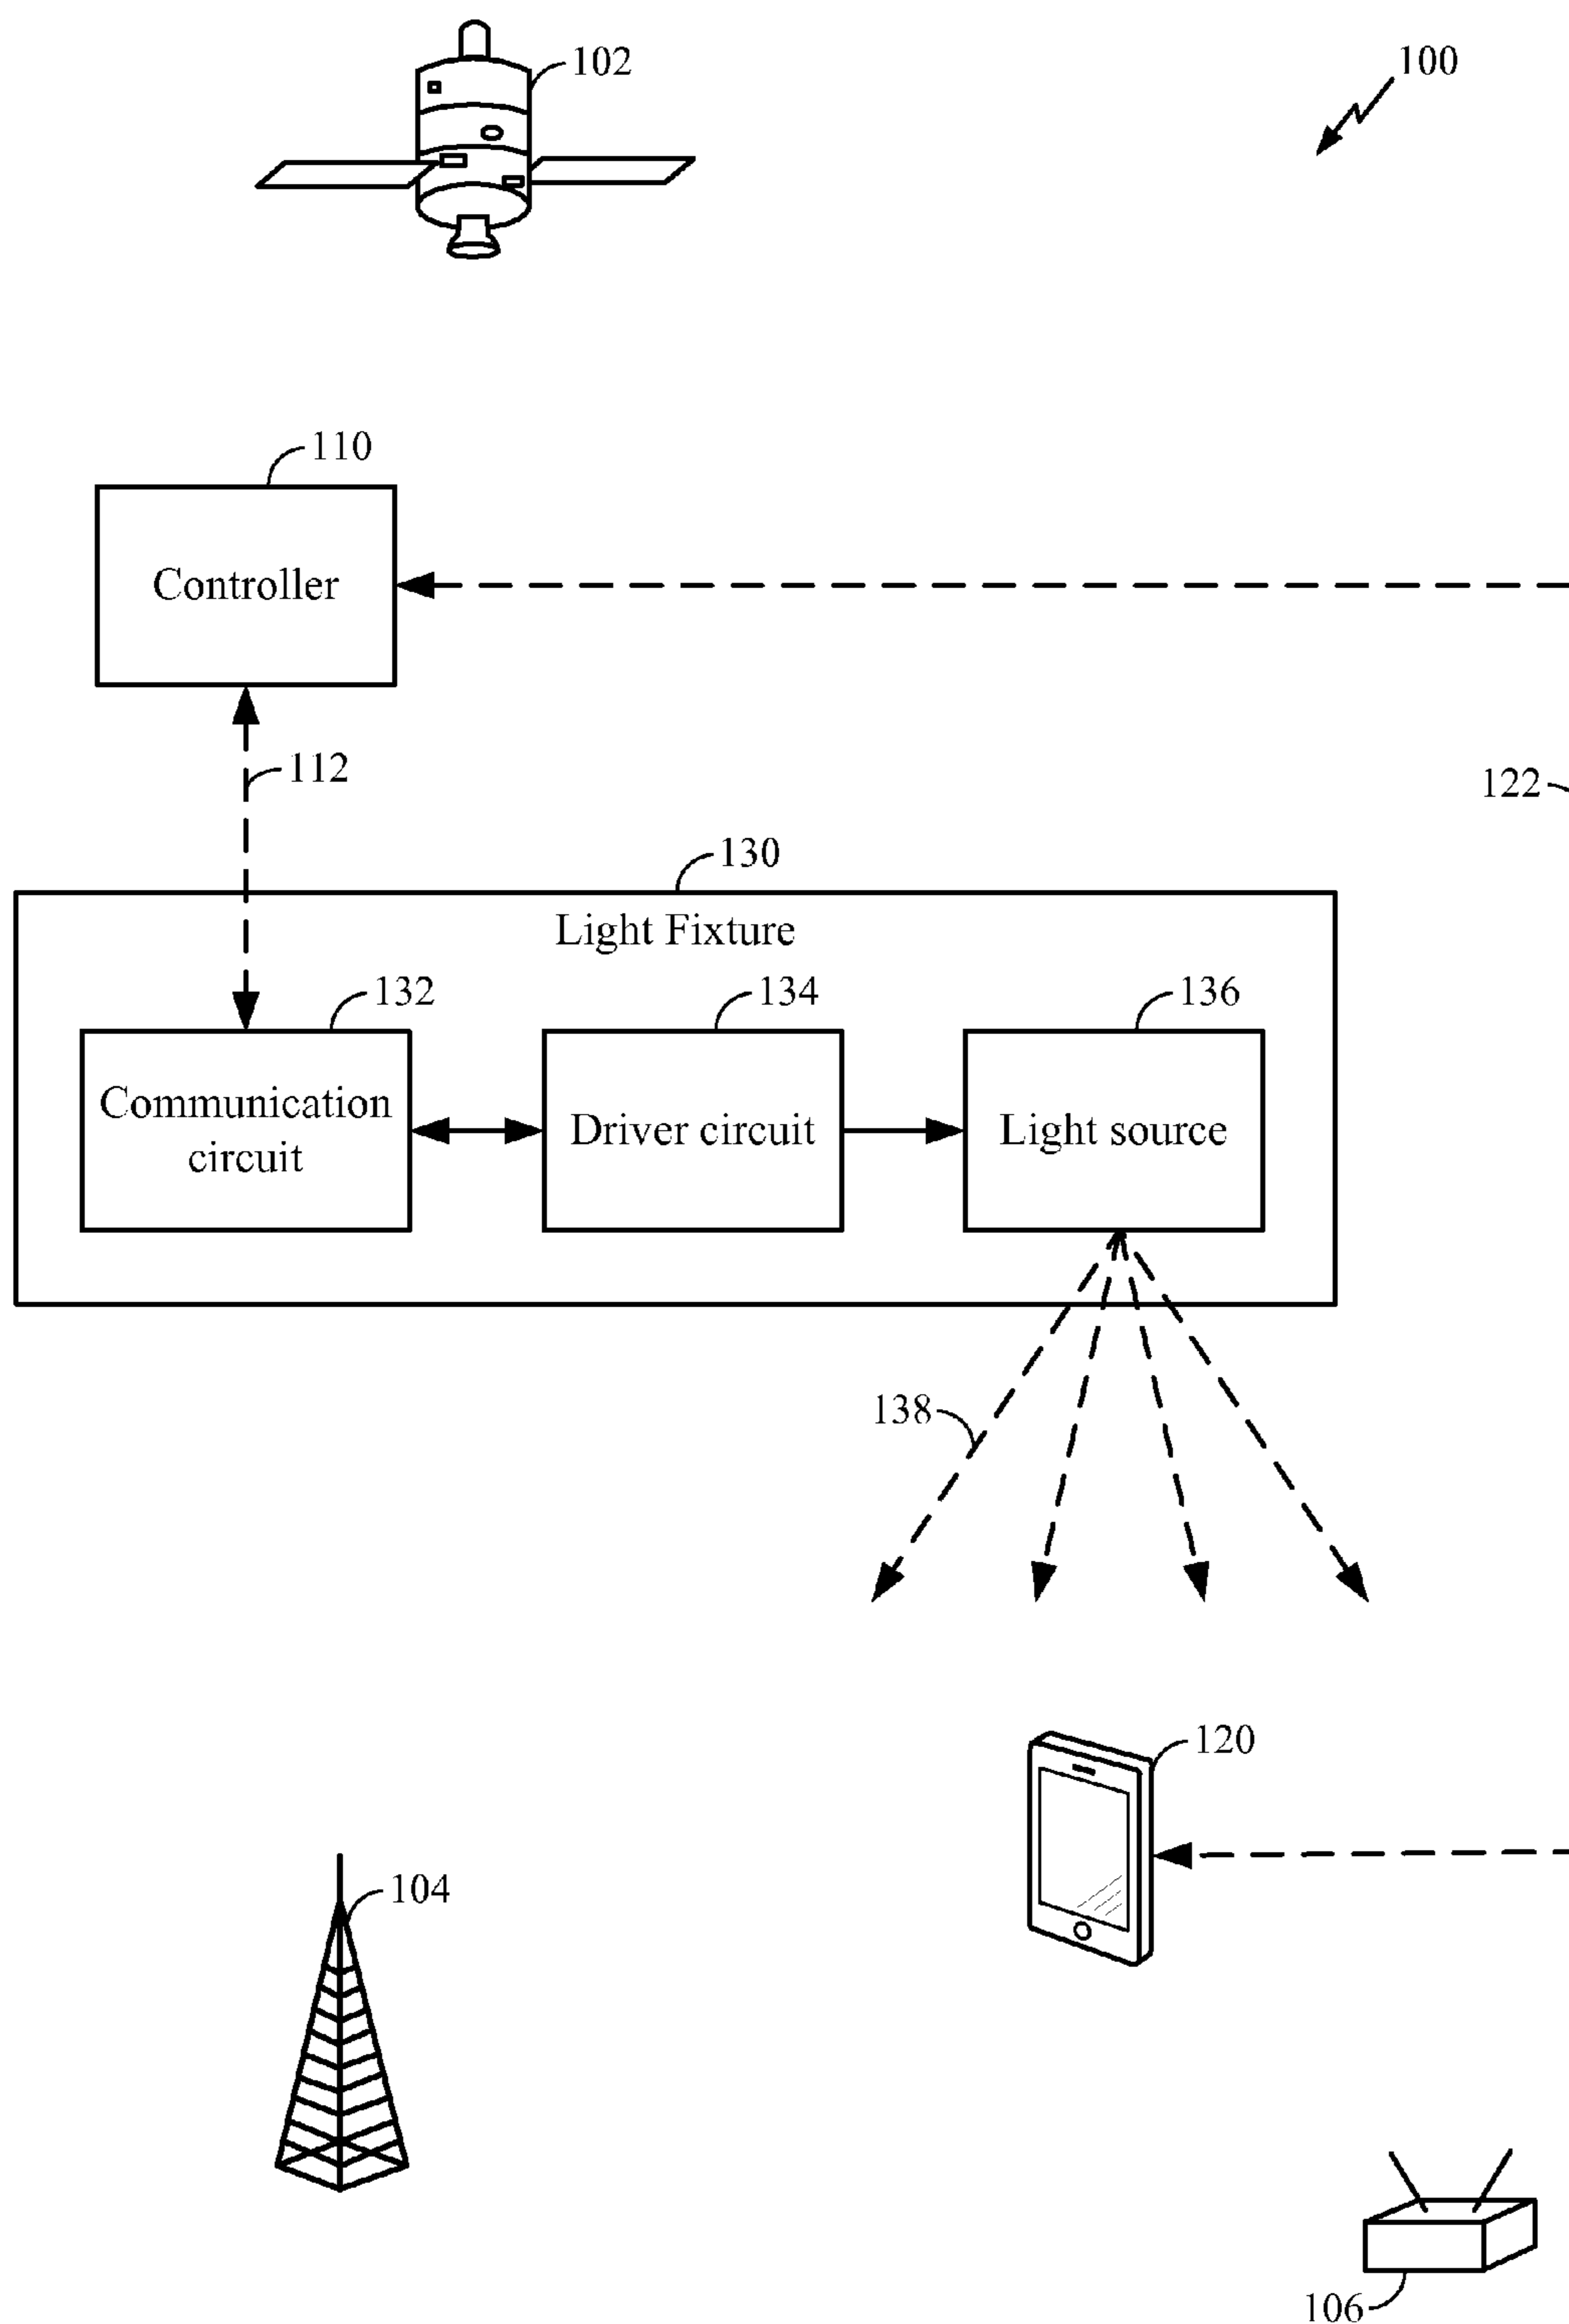 102
100
110
Controller
112
122
130
Light Fixture
132
134
136
Communication
circuit
Driver circuit
Light source
138
120
104
106